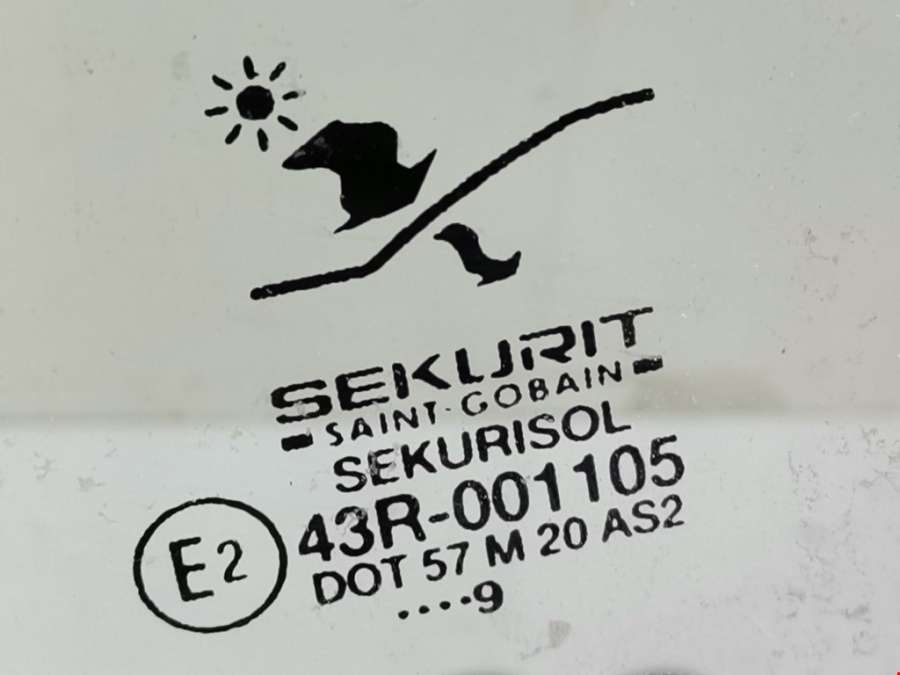 SEKURIT
SAINT-GOBAIN
SEKURISOL
43R-001105
E2
DOT 57 M 20 AS2
....9